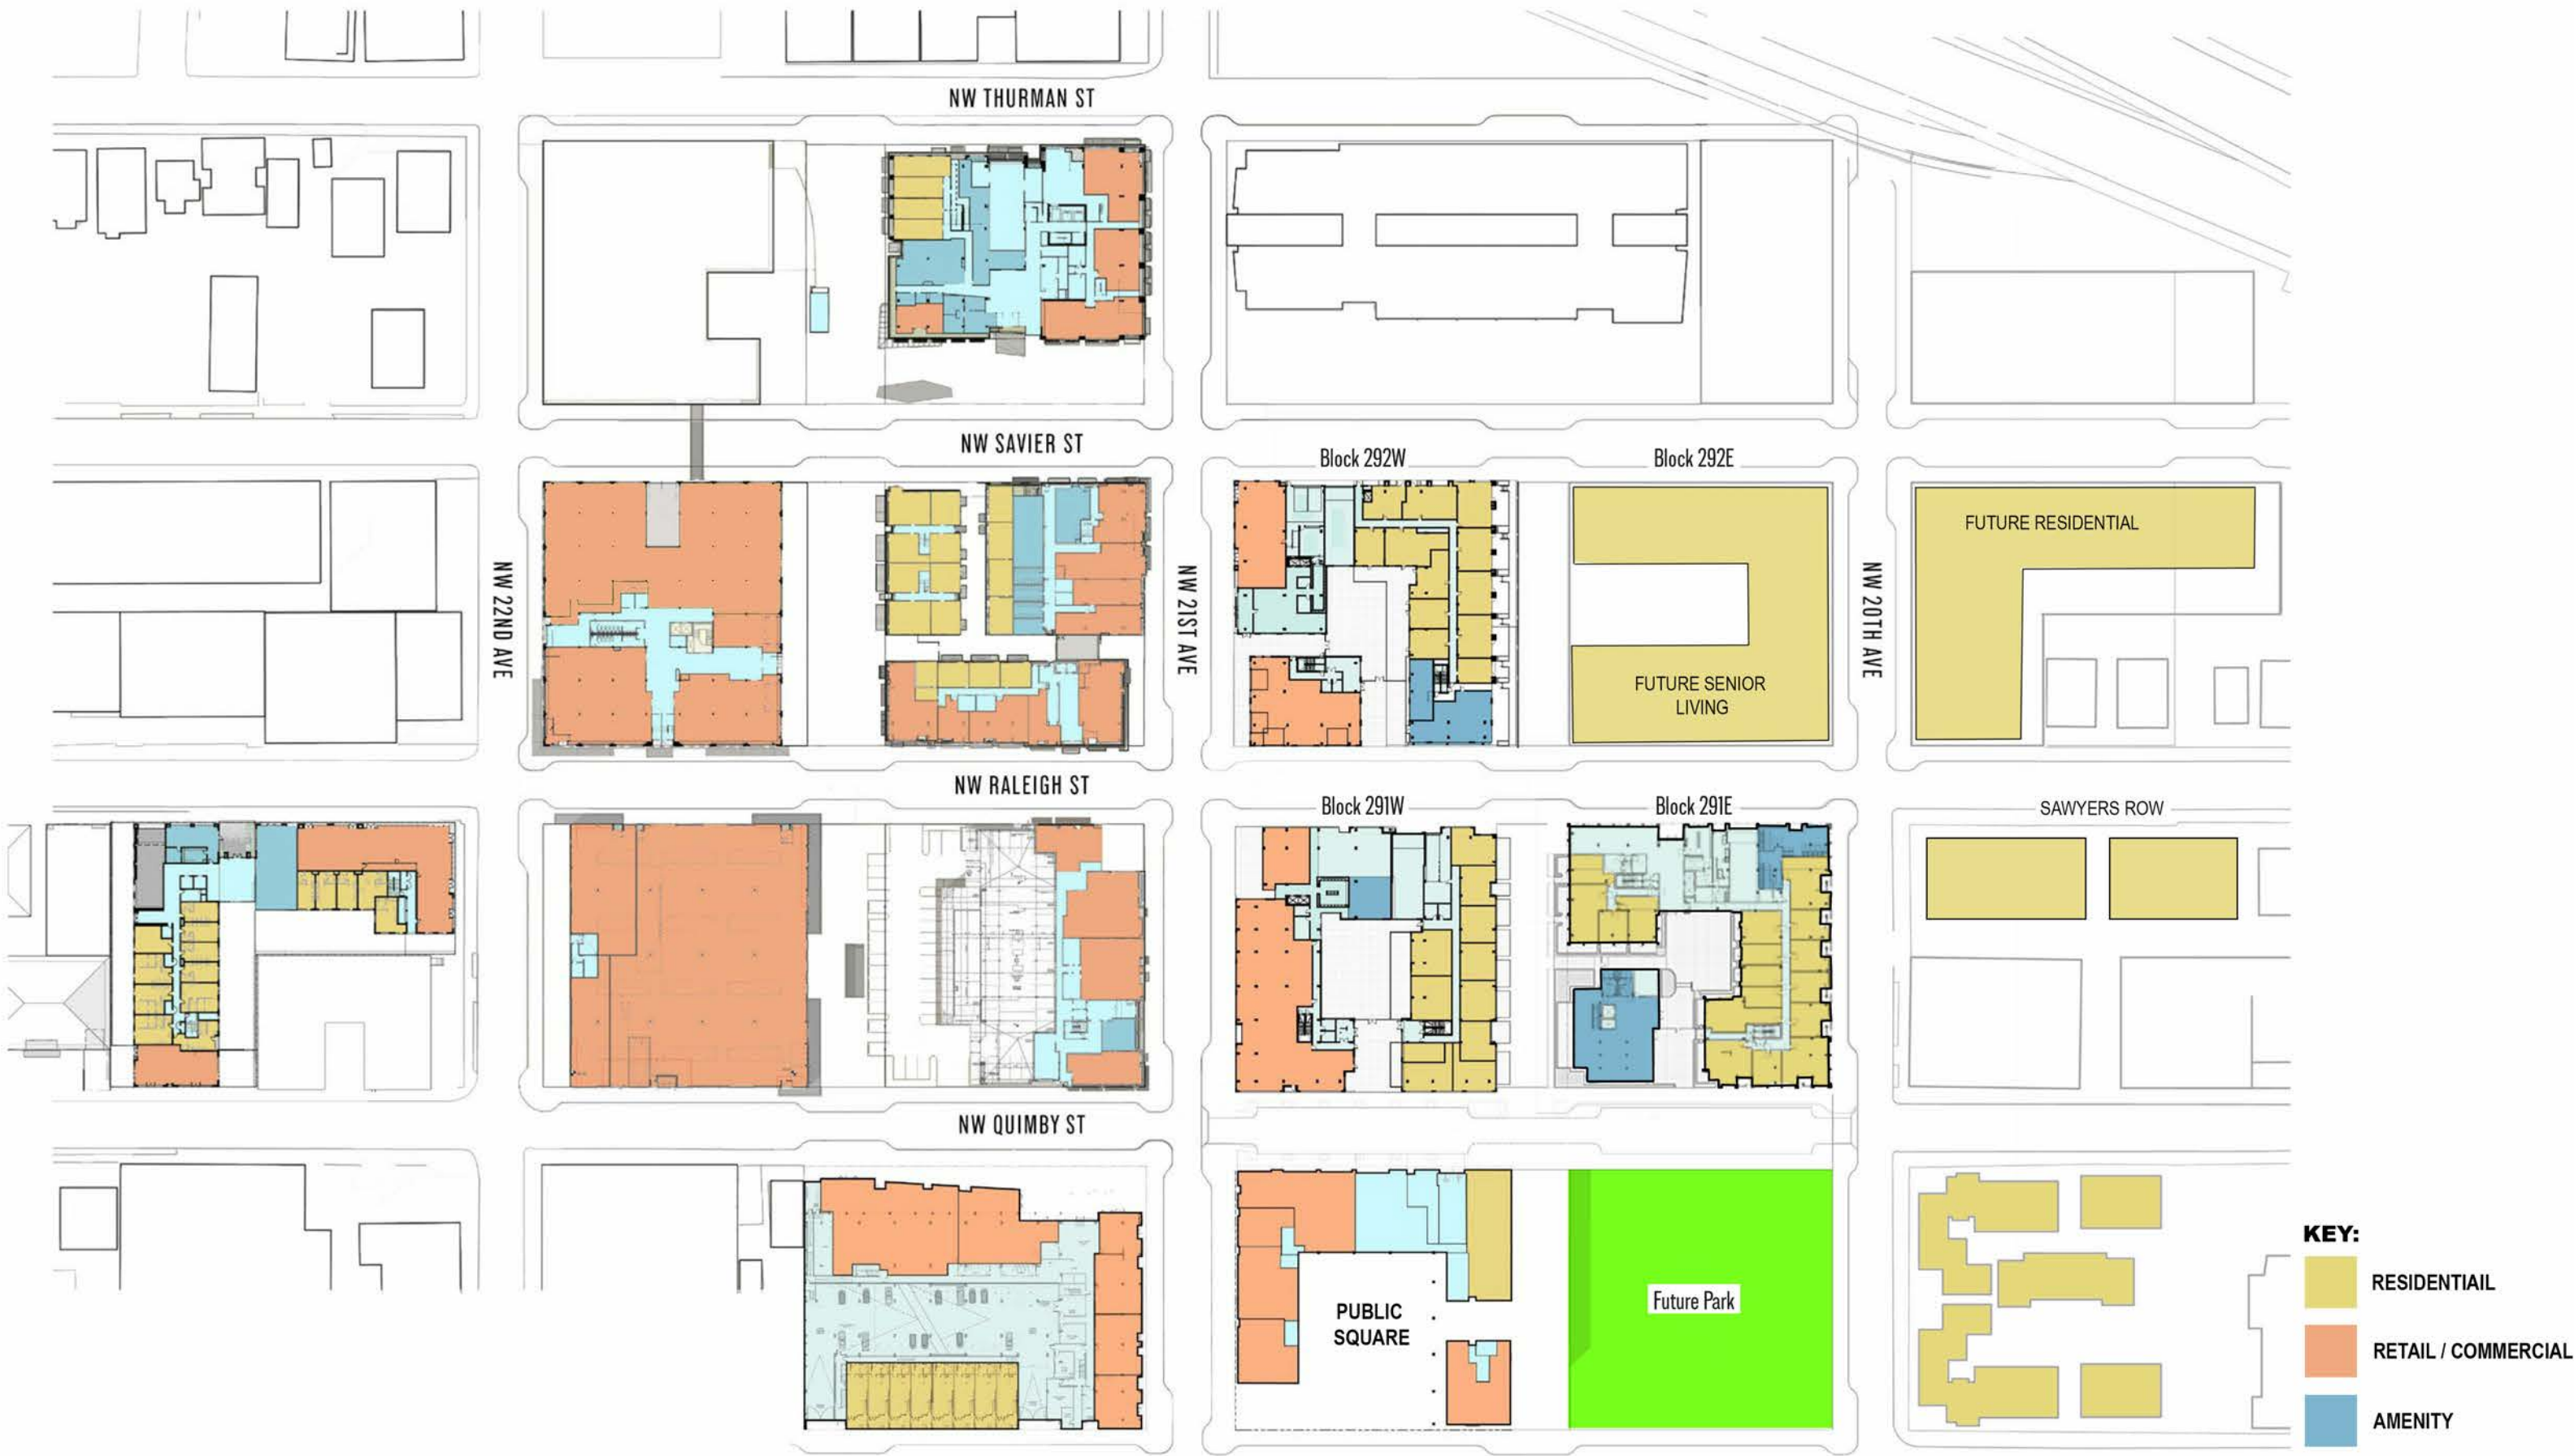 NW THURMAN ST
NW SAVIER ST
Block 292W
Block 292E
FUTURE RESIDENTIAL
NW 22ND AVE
NW 21ST AVE
NW 20TH AVE
FUTURE SENIOR
LIVING
NW RALEIGH ST
Block 291W
Block 291E
SAWYERS ROW
NW QUIMBY ST
PUBLIC
SQUARE
Future Park
KEY:
RESIDENTIAIL
RETAIL / COMMERCIAL
AMENITY